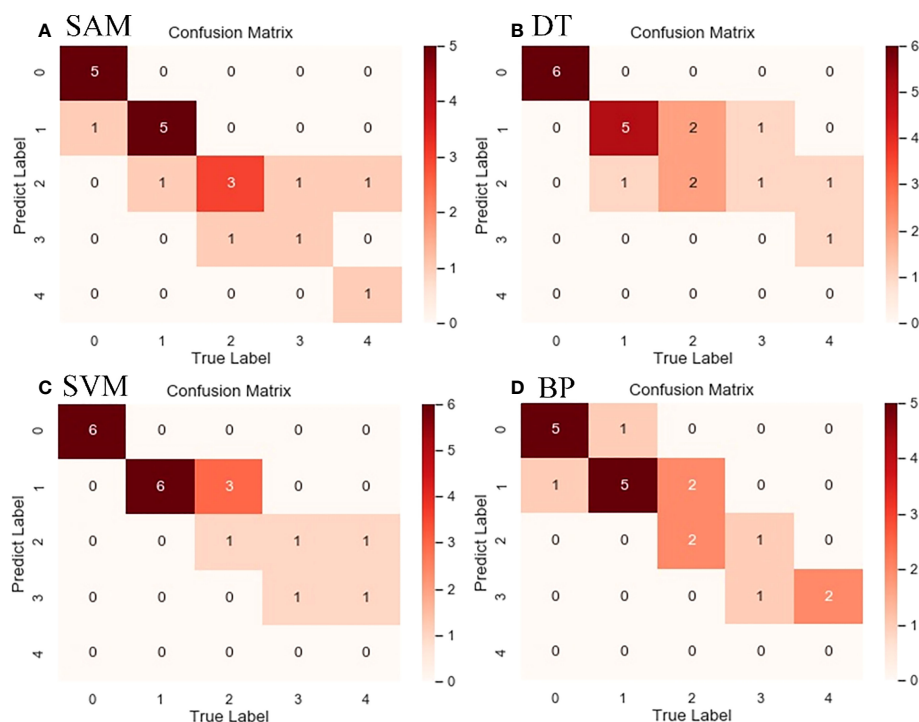 A SAM
Confusion Matrix
Predict Label
0 5 0 0 0 0
1 1 5 0 0 0
2 0 1 3 1 1
3 0 0 1 1 0
4 0 0 0 0 1
0 1 2 3 4
True Label
5
4
3
2
1
0
B DT
Confusion Matrix
Predict Label
0 6 0 0 0 0
1 0 5 2 1 0
2 0 1 2 1 1
3 0 0 0 0 1
4 0 0 0 0 0
0 1 2 3 4
True Label
6
5
4
3
2
1
0
C SVM
Confusion Matrix
Predict Label
0 6 0 0 0 0
1 0 6 3 0 0
2 0 0 1 1 1
3 0 0 0 1 1
4 0 0 0 0 0
0 1 2 3 4
True Label
6
5
4
3
2
1
0
D BP
Confusion Matrix
Predict Label
0 5 1 0 0 0
1 1 5 2 0 0
2 0 0 2 1 0
3 0 0 0 1 2
4 0 0 0 0 0
0 1 2 3 4
True Label
5
4
3
2
1
0